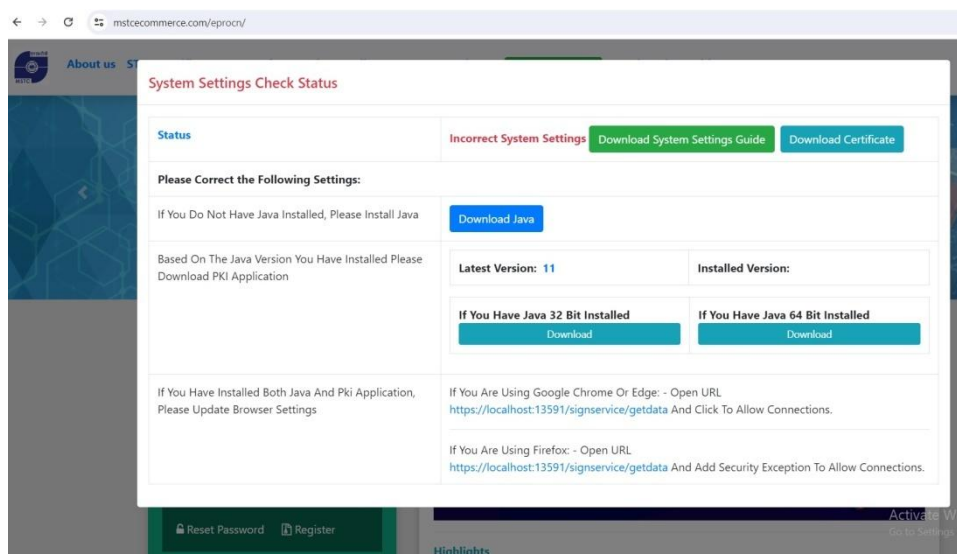 mstcecommerce.com/eprocn/
About us
System Settings Check Status
Status
Incorrect System Settings
Download System Settings Guide
Download Certificate
Please Correct the Following Settings:
If You Do Not Have Java Installed, Please Install Java
Download Java
Based On The Java Version You Have Installed Please
Download PKI Application
Latest Version: 11
Installed Version:
If You Have Java 32 Bit Installed
Download
If You Have Java 64 Bit Installed
Download
If You Have Installed Both Java And Pki Application,
Please Update Browser Settings
If You Are Using Google Chrome Or Edge: - Open URL
https://localhost:13591/signservice/getdata And Click To Allow Connections.
If You Are Using Firefox: - Open URL
https://localhost:13591/signservice/getdata And Add Security Exception To Allow Connections.
Reset Password
Register
Activate W
Go to Settings
Highlights